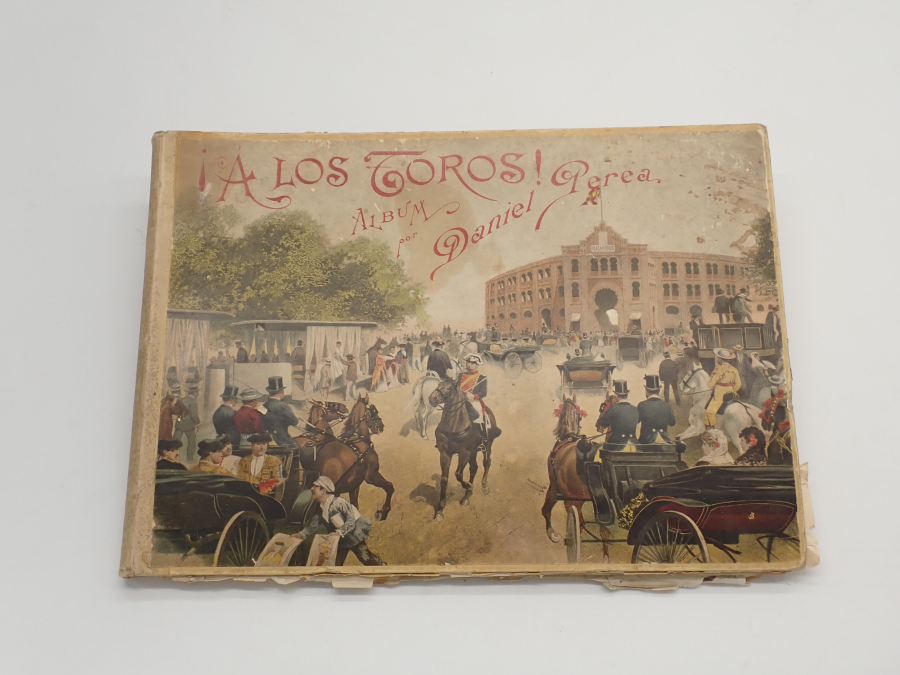 ¡A LOS TOROS!
ALBUM
por
Daniel Perea.